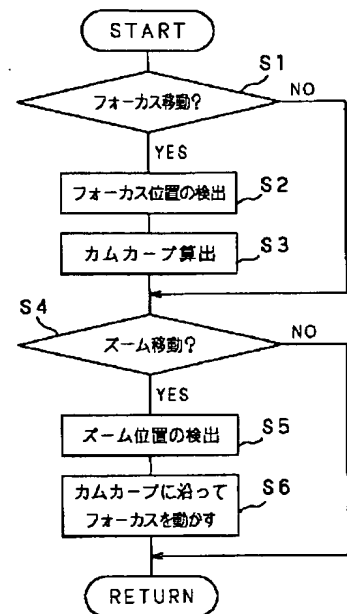 START
S1
フォーカス移動?
NO
YES
フォーカス位置の検出
S2
カムカーブ算出
S3
S4
ズーム移動?
NO
YES
ズーム位置の検出
S5
カムカーブに沿って
フォーカスを動かす
S6
RETURN